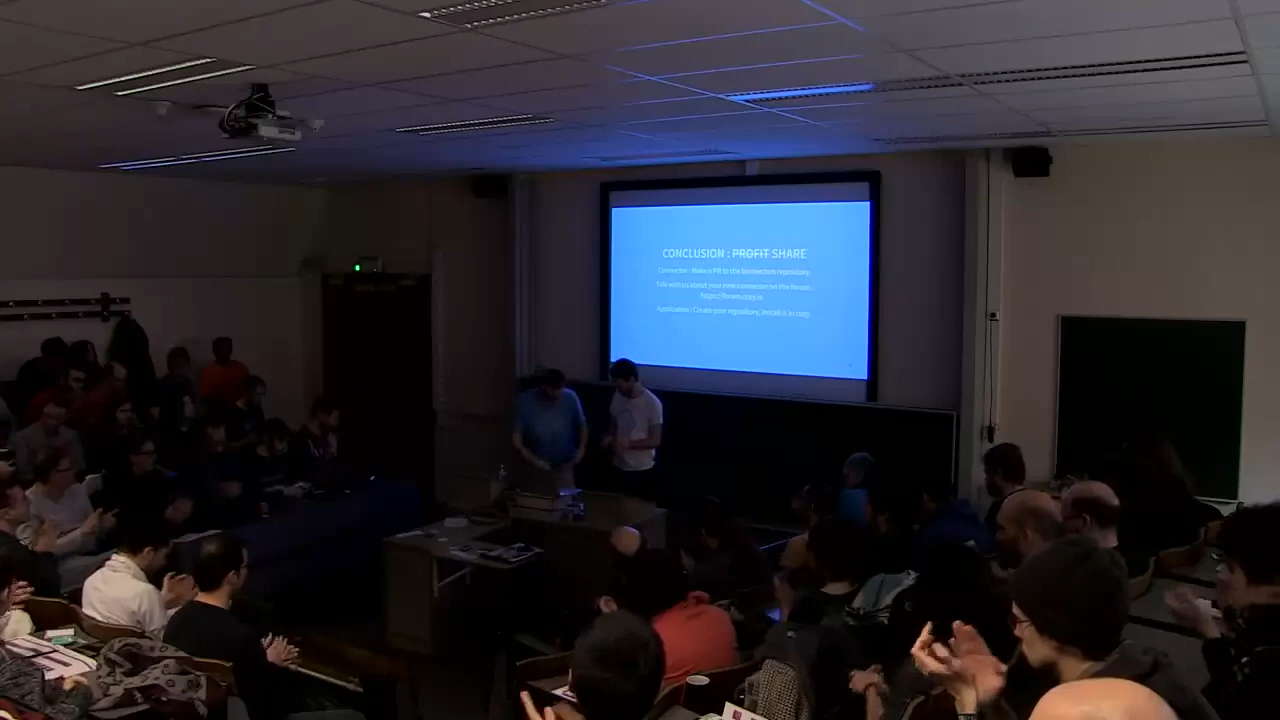 CONCLUSION : PROFIT SHARE
Connector : Make a PR to the konnectors repository.
Talk with us about your new connector on the forum :
https://forum.cozy.io
Application : Create your repository, install it in cozy.